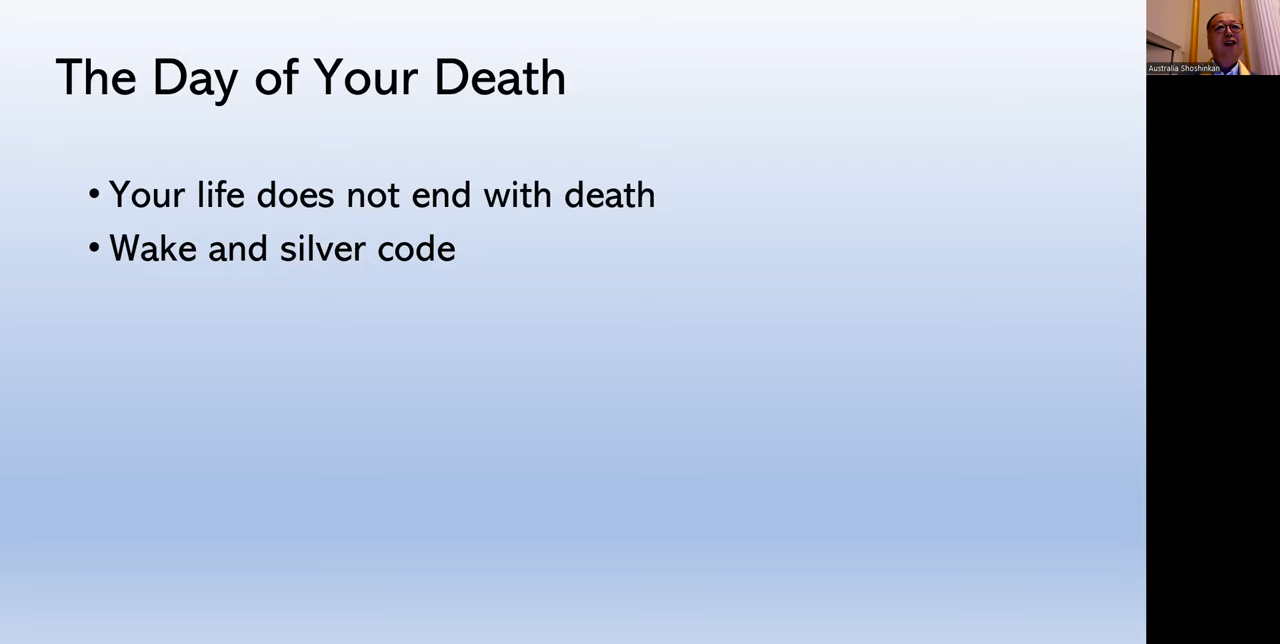 The Day of Your Death
• Your life does not end with death
• Wake and silver code
Australia Shoshinkan